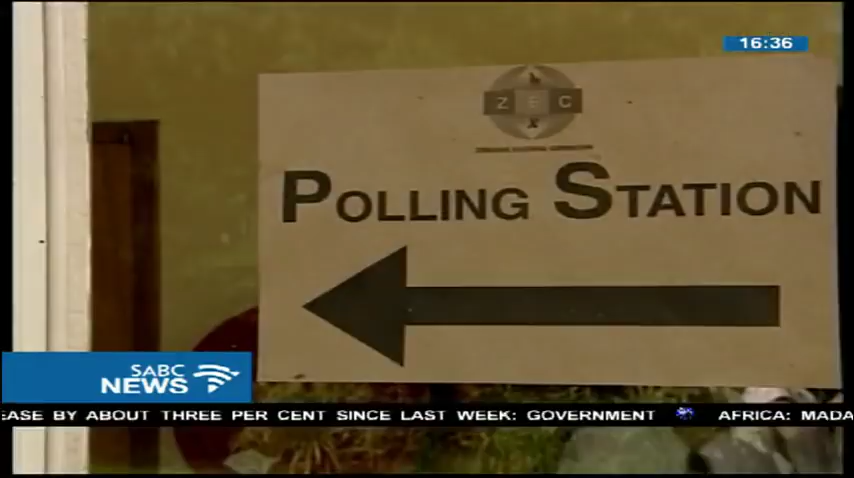 16:36
ZEC
POLLING STATION
SABC
NEWS
EASE BY ABOUT THREE PER CENT SINCE LAST WEEK: GOVERNMENT AFRICA: MADA